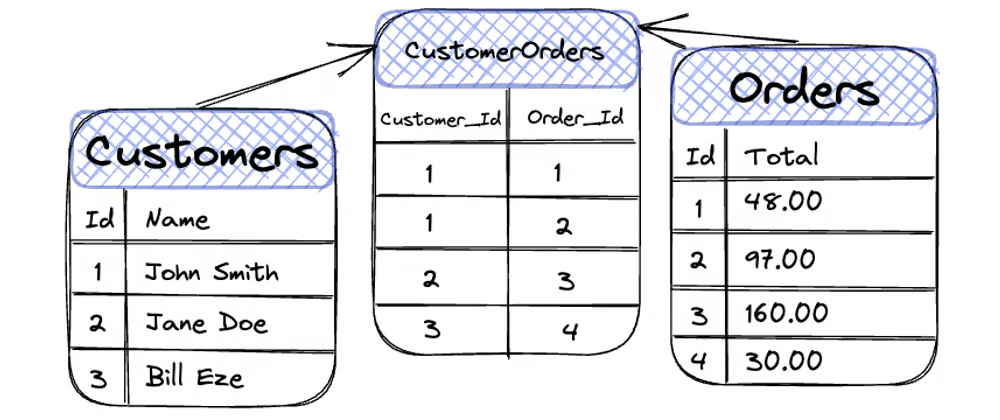 Customers
Id Name
1 John Smith
2 Jane Doe
3 Bill Eze
CustomerOrders
Customer_Id Order_Id
1 1
1 2
2 3
3 4
Orders
Id Total
1 48.00
2 97.00
3 160.00
4 30.00